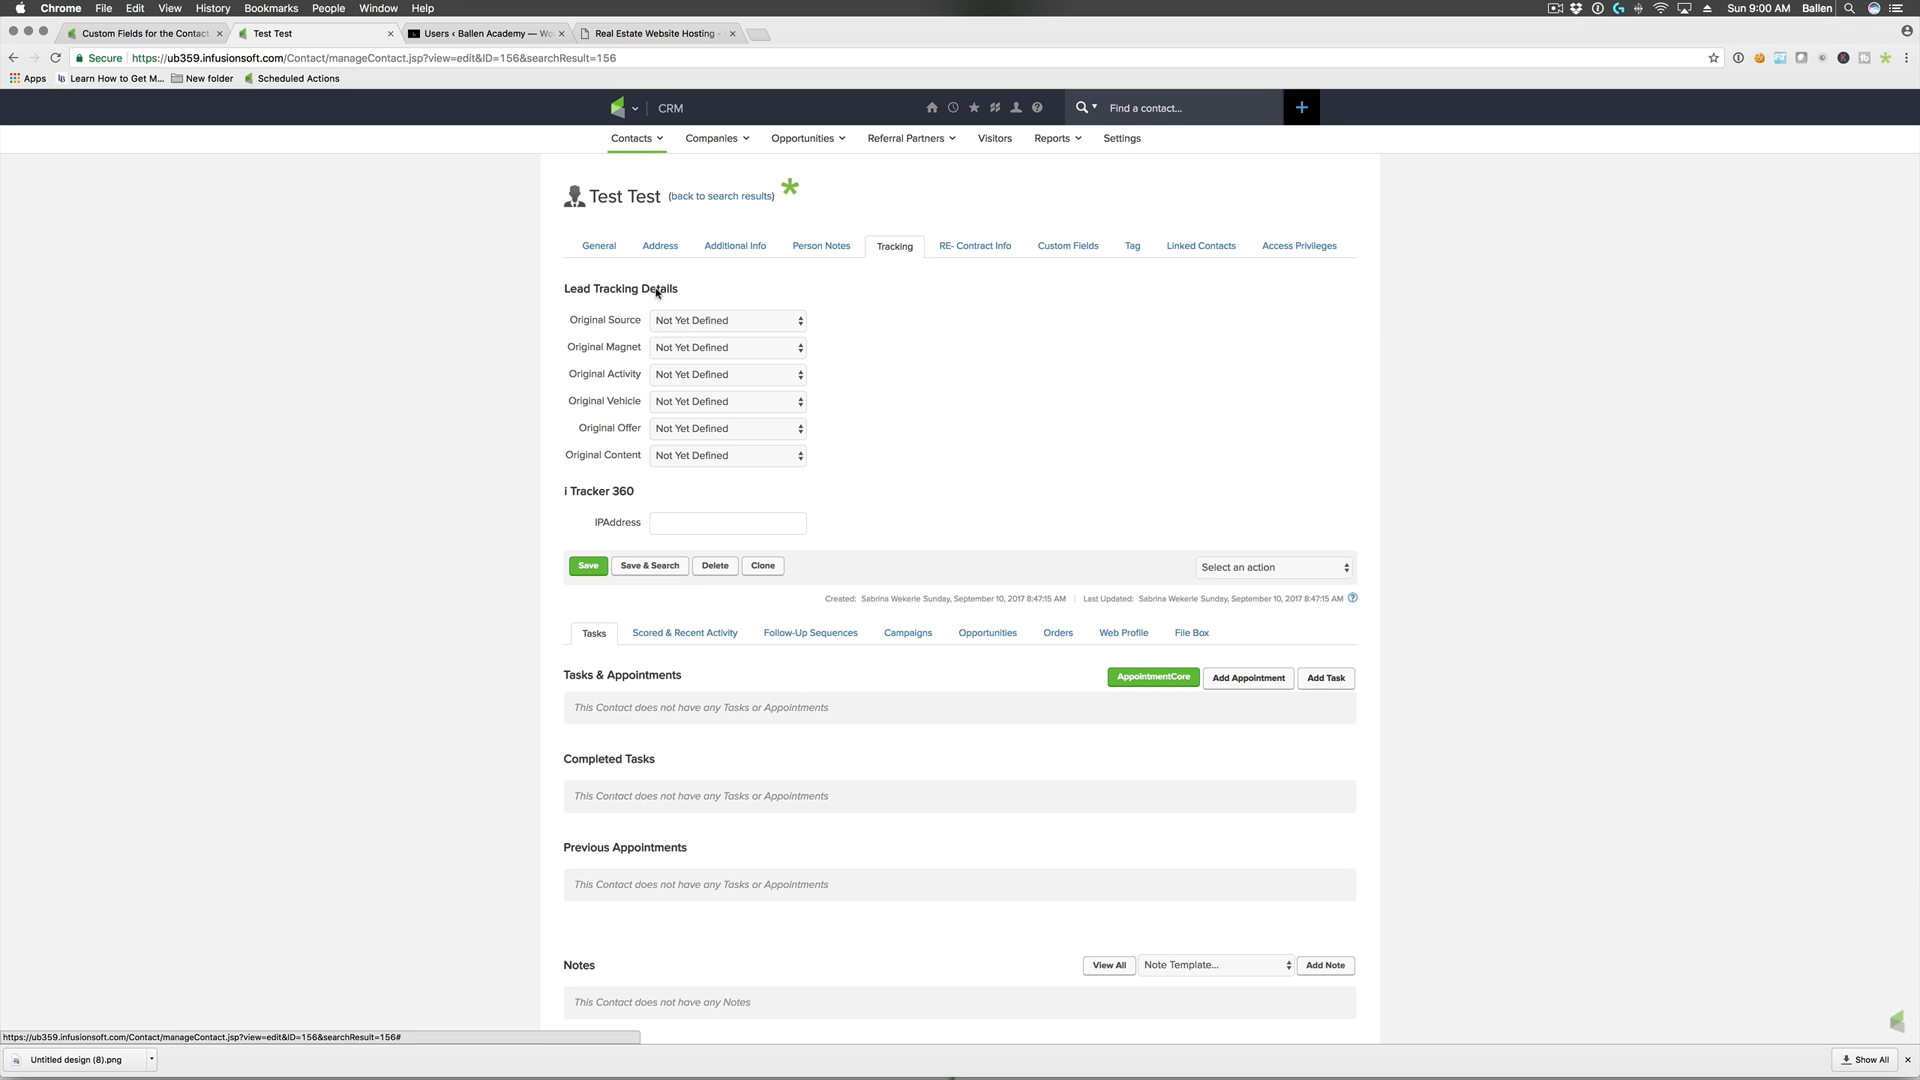 Chrome File Edit View History Bookmarks People Window Help Sun 9:00 AM Ballen
Custom Fields for the Contact Test Test Users ‹ Ballen Academy — Wo Real Estate Website Hosting -
Secure https://ub359.infusionsoft.com/Contact/manageContact.jsp?view=edit&ID=156&searchResult=156
Apps Learn How to Get M... New folder Scheduled Actions
CRM Find a contact...
Contacts Companies Opportunities Referral Partners Visitors Reports Settings
Test Test (back to search results)
General Address Additional Info Person Notes Tracking RE- Contract Info Custom Fields Tag Linked Contacts Access Privileges
Lead Tracking Details
Original Source Not Yet Defined
Original Magnet Not Yet Defined
Original Activity Not Yet Defined
Original Vehicle Not Yet Defined
Original Offer Not Yet Defined
Original Content Not Yet Defined
i Tracker 360
IPAddress
Save Save & Search Delete Clone Select an action
Created: Sabrina Wekerle Sunday, September 10, 2017 8:47:15 AM Last Updated: Sabrina Wekerle Sunday, September 10, 2017 8:47:15 AM
Tasks Scored & Recent Activity Follow-Up Sequences Campaigns Opportunities Orders Web Profile File Box
Tasks & Appointments AppointmentCore Add Appointment Add Task
This Contact does not have any Tasks or Appointments
Completed Tasks
This Contact does not have any Tasks or Appointments
Previous Appointments
This Contact does not have any Tasks or Appointments
Notes View All Note Template... Add Note
This Contact does not have any Notes
https://ub359.infusionsoft.com/Contact/manageContact.jsp?view=edit&ID=156&searchResult=156#
Untitled design (8).png Show All